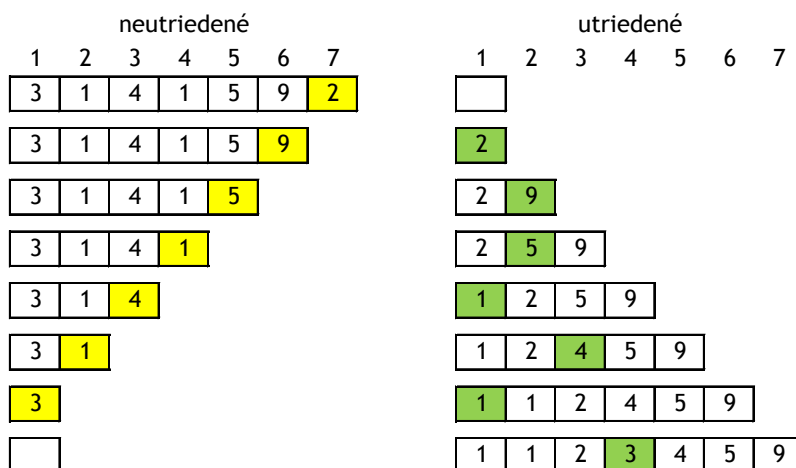 neutriedené utriedené
1 2 3 4 5 6 7 1 2 3 4 5 6 7
3 1 4 1 5 9 2
3 1 4 1 5 9 2
3 1 4 1 5 2 9
3 1 4 1 2 5 9
3 1 4 1 2 5 9
3 1 1 2 4 5 9
3 1 1 2 4 5 9
1 1 2 3 4 5 9